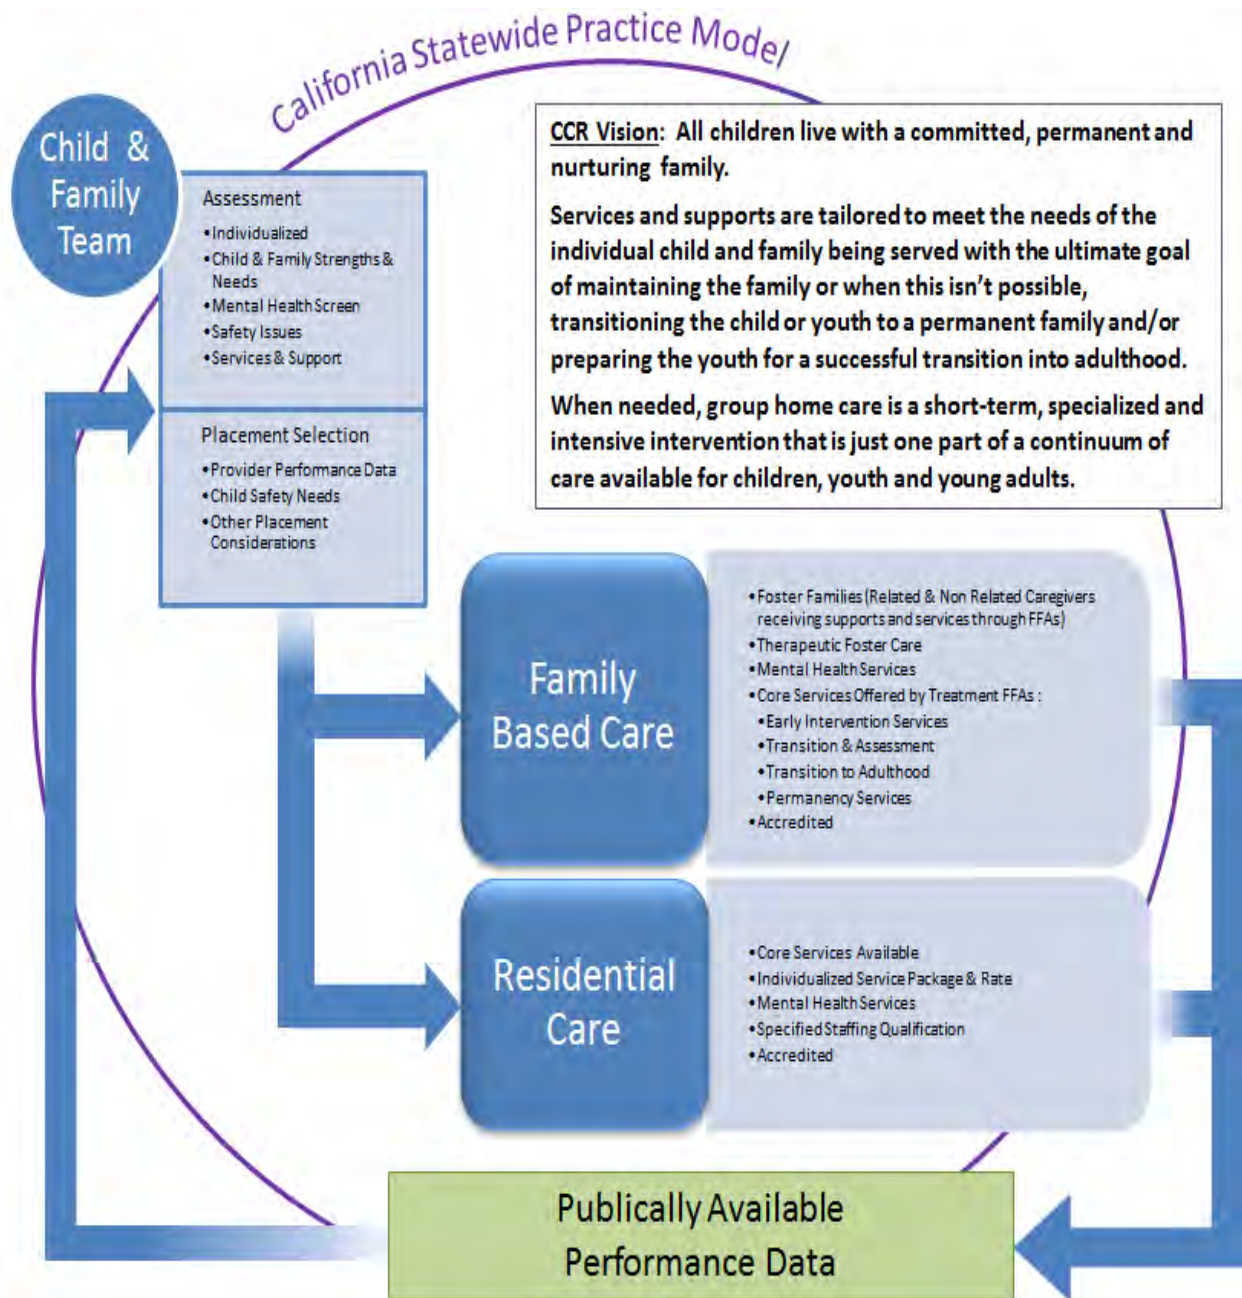 California Statewide Practice Model
Child &
Family
Team
Assessment
•Individualized
•Child & Family Strengths &
Needs
•Mental Health Screen
•Safety Issues
•Services & Support
Placement Selection
•Provider Performance Data
•Child Safety Needs
•Other Placement
Considerations
CCR Vision: All children live with a committed, permanent and
nurturing family.
Services and supports are tailored to meet the needs of the
individual child and family being served with the ultimate goal
of maintaining the family or when this isn't possible,
transitioning the child or youth to a permanent family and/or
preparing the youth for a successful transition into adulthood.
When needed, group home care is a short-term, specialized and
intensive intervention that is just one part of a continuum of
care available for children, youth and young adults.
Family
Based Care
•Foster Families (Related & Non Related Caregivers
receiving supports and services through FFAs)
•Therapeutic Foster Care
•Mental Health Services
•Core Services Offered by Treatment FFAs :
•Early Intervention Services
•Transition & Assessment
•Transition to Adulthood
•Permanency Services
•Accredited
Residential
Care
•Core Services Available
•Individualized Service Package & Rate
•Mental Health Services
•Specified Staffing Qualification
•Accredited
Publically Available
Performance Data